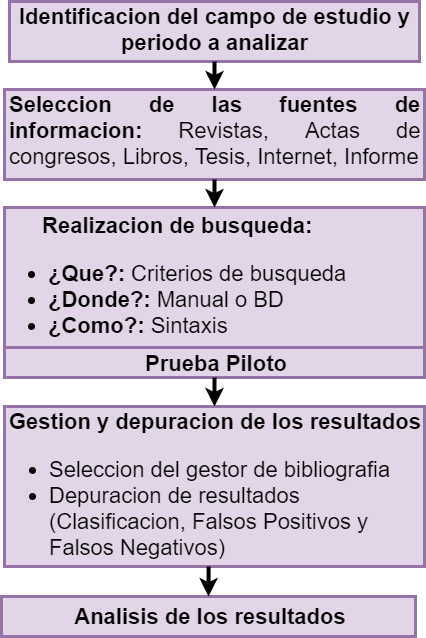 Identificacion del campo de estudio y
periodo a analizar
Seleccion de las fuentes de
informacion: Revistas, Actas de
congresos, Libros, Tesis, Internet, Informe
Realizacion de busqueda:
• ¿Que?: Criterios de busqueda
• ¿Donde?: Manual o BD
• ¿Como?: Sintaxis
Prueba Piloto
Gestion y depuracion de los resultados
• Seleccion del gestor de bibliografia
• Depuracion de resultados
(Clasificacion, Falsos Positivos y
Falsos Negativos)
Analisis de los resultados